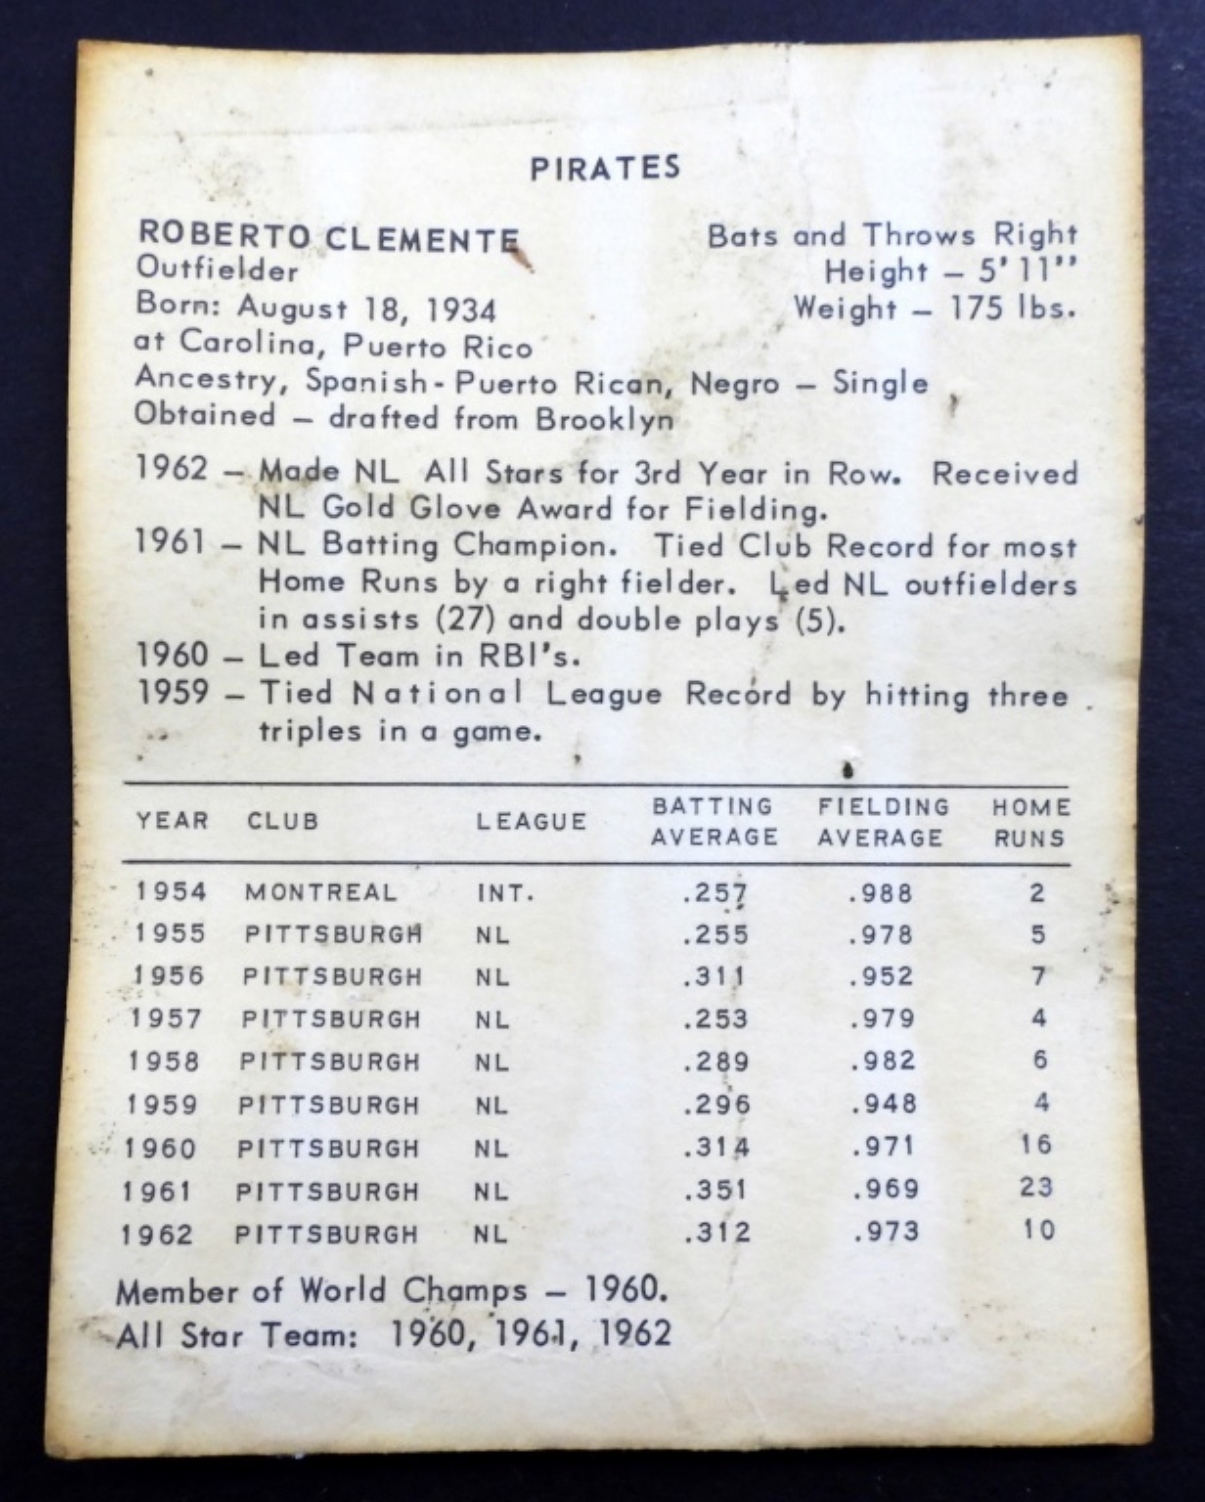 PIRATES
ROBERTO CLEMENTE Bats and Throws Right
Outfielder Height – 5' 11''
Born: August 18, 1934 Weight – 175 lbs.
at Carolina, Puerto Rico
Ancestry, Spanish - Puerto Rican, Negro – Single
Obtained – drafted from Brooklyn
1962 – Made NL All Stars for 3rd Year in Row. Received
NL Gold Glove Award for Fielding.
1961 – NL Batting Champion. Tied Club Record for most
Home Runs by a right fielder. Led NL outfielders
in assists (27) and double plays (5).
1960 – Led Team in RBI's.
1959 – Tied National League Record by hitting three
triples in a game.
YEAR CLUB LEAGUE BATTING AVERAGE FIELDING AVERAGE HOME RUNS
1954 MONTREAL INT. .257 .988 2
1955 PITTSBURGH NL .255 .978 5
1956 PITTSBURGH NL .311 .952 7
1957 PITTSBURGH NL .253 .979 4
1958 PITTSBURGH NL .289 .982 6
1959 PITTSBURGH NL .296 .948 4
1960 PITTSBURGH NL .314 .971 16
1961 PITTSBURGH NL .351 .969 23
1962 PITTSBURGH NL .312 .973 10
Member of World Champs – 1960.
All Star Team: 1960, 1961, 1962